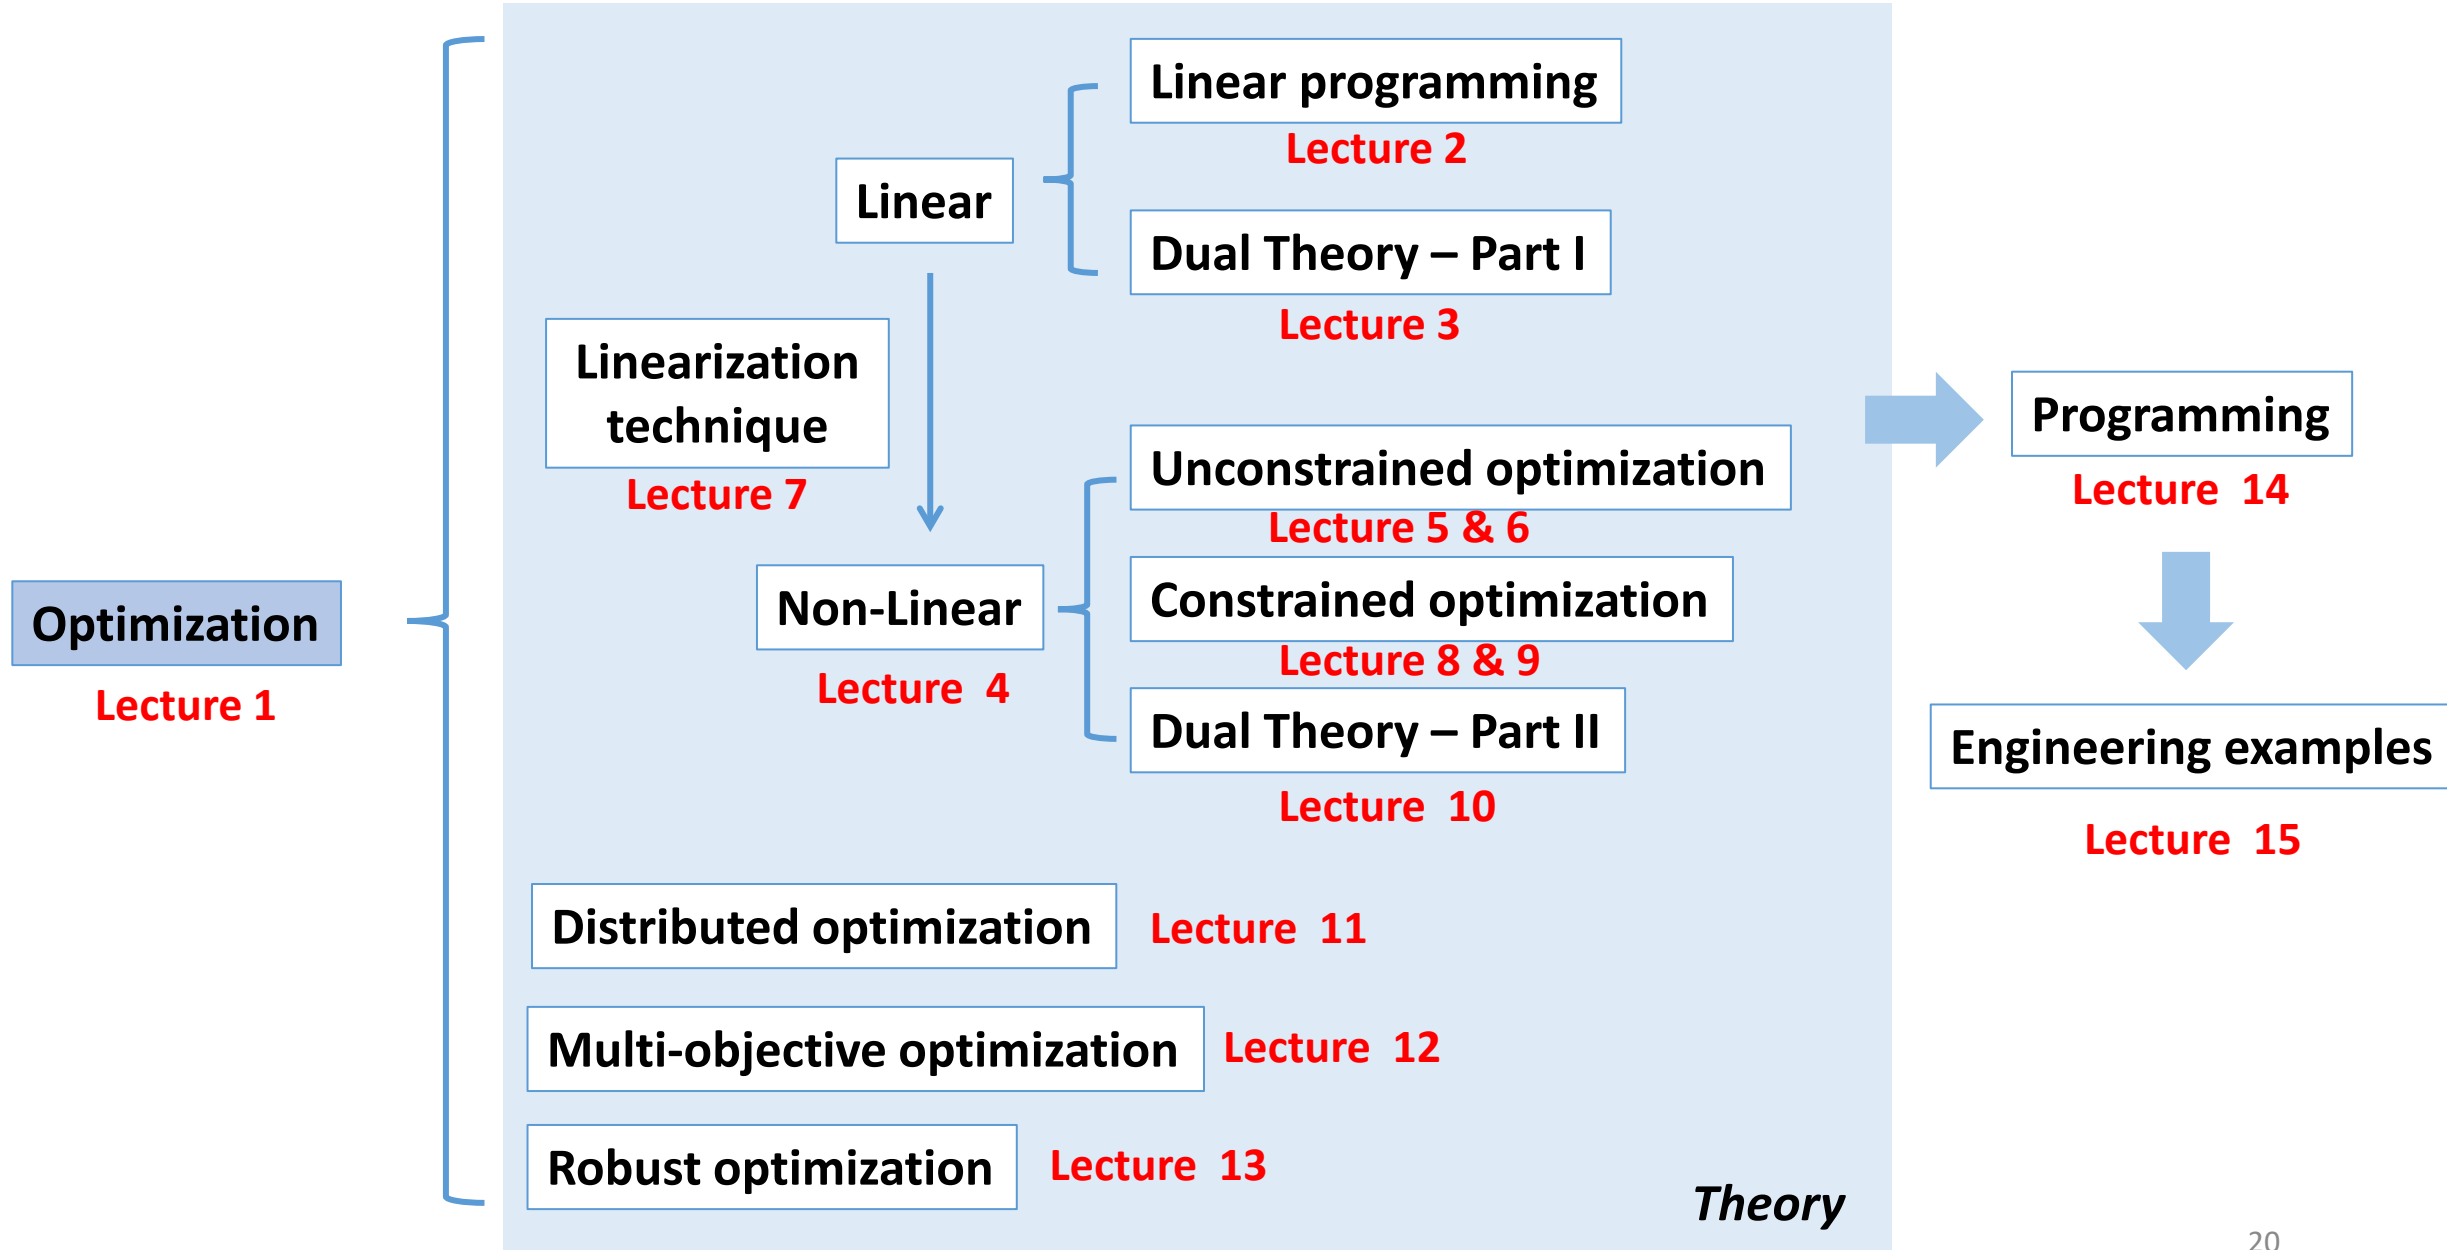 Optimization
Lecture 1
Linear
Linear programming
Lecture 2
Dual Theory – Part I
Lecture 3
Linearization
technique
Lecture 7
Non-Linear
Lecture  4
Unconstrained optimization
Lecture 5 & 6
Constrained optimization
Lecture 8 & 9
Dual Theory – Part II
Lecture  10
Distributed optimization
Lecture  11
Multi-objective optimization
Lecture  12
Robust optimization
Lecture  13
Theory
Programming
Lecture  14
Engineering examples
Lecture  15
20